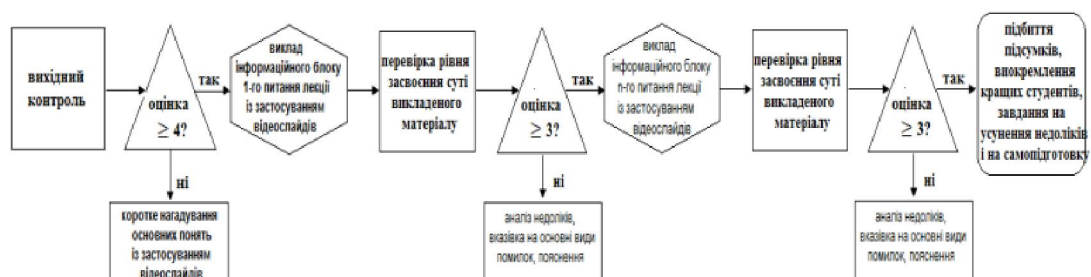 вихідний
контроль
оцінка
≥ 4?
так
ні
коротке нагадування
основних понять
із застосуванням
відеослайдів
виклад
інформаційного блоку
1-го питання лекції
із застосуванням
відеослайдів
перевірка рівня
засвоєння суті
викладеного
матеріалу
оцінка
≥ 3?
так
ні
аналіз недоліків,
вказівка на основні види
помилок, пояснення
виклад
інформаційного блоку
n-го питання лекції
із застосуванням
відеослайдів
перевірка рівня
засвоєння суті
викладеного
матеріалу
оцінка
≥ 3?
так
ні
аналіз недоліків,
вказівка на основні види
помилок, пояснення
підбиття
підсумків,
виокремлення
кращих студентів,
завдання на
усунення недоліків
і на самопідготовку